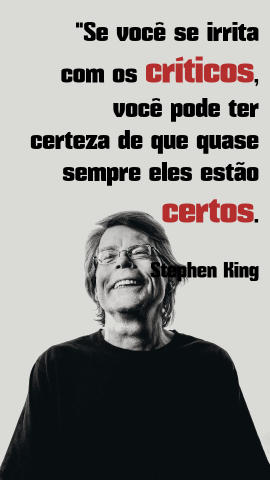 "Se você se irrita
com os críticos,
você pode ter
certeza de que quase
sempre eles estão
certos.
Stephen King